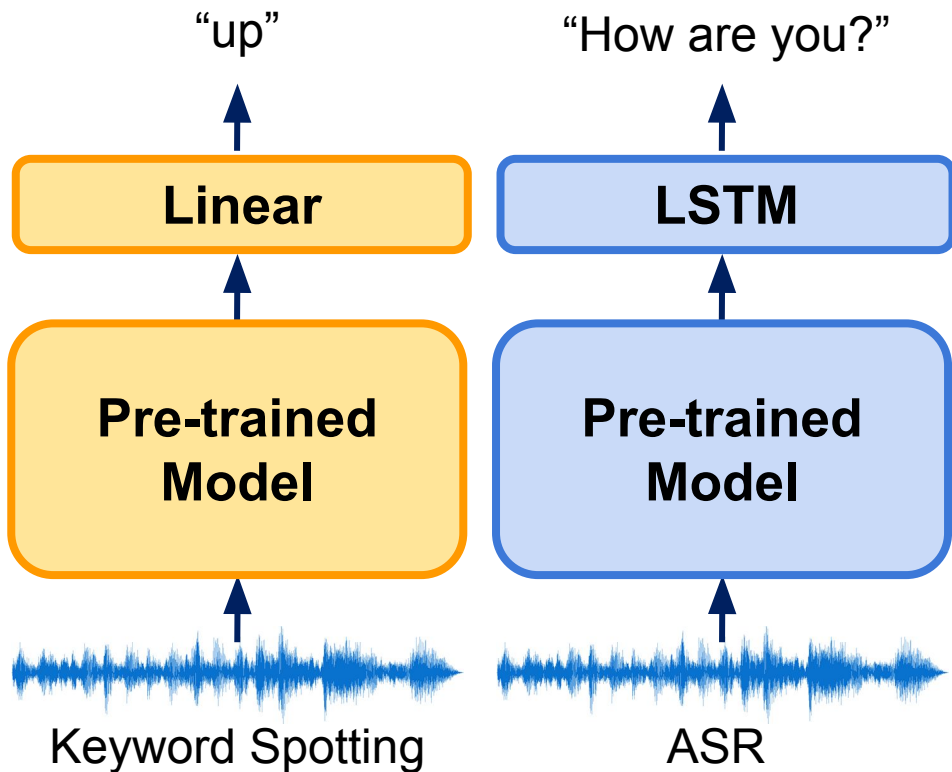 “up”
Linear
Pre-trained
Model
Keyword Spotting
“How are you?”
LSTM
Pre-trained
Model
ASR